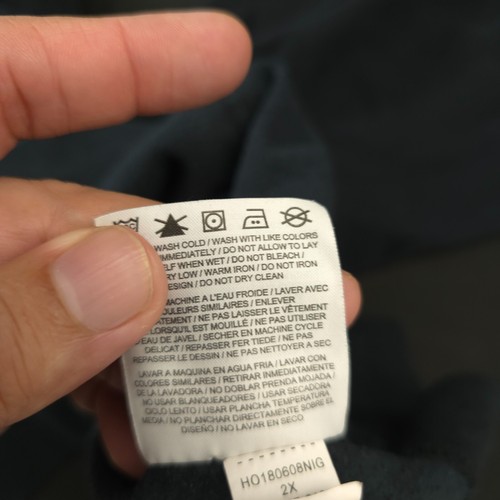 WASH COLD / WASH WITH LIKE COLORS
IMMEDIATELY / DO NOT ALLOW TO LAY
ELF WHEN WET / DO NOT BLEACH /
RY LOW / WARM IRON / DO NOT IRON
ESIGN / DO NOT DRY CLEAN
MACHINE A L'EAU FROIDE / LAVER AVEC
OULEURS SIMILAIRES / ENLEVER
ATEMENT / NE PAS LAISSER LE VÊTEMENT
LORSQU'IL EST MOUILLÉ / NE PAS UTILISER
D'EAU DE JAVEL / SECHER EN MACHINE CYCLE
DELICAT / REPASSER FER TIEDE / NE PAS
REPASSER LE DESSIN / NE PAS NETTOYER A SEC
LAVAR A MAQUINA EN AGUA FRIA / LAVAR CON
COLORES SIMILARES / RETIRAR INMEDIATAMENTE
DE LA LAVADORA / NO DOBLAR PRENDA MOJADA /
NO USAR BLANQUEADORES / USAR SECADORA
CICLO LENTO / USAR PLANCHA TEMPERATURA
MEDIA / NO PLANCHAR DIRECTAMENTE SOBRE EL
DISEÑO / NO LAVAR EN SECO
HO180608NIG
2X